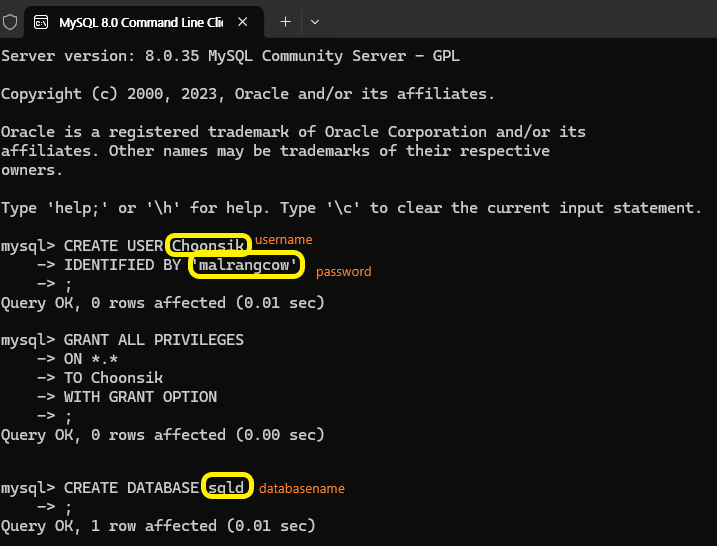 MySQL 8.0 Command Line Clie
Server version: 8.0.35 MySQL Community Server - GPL
Copyright (c) 2000, 2023, Oracle and/or its affiliates.
Oracle is a registered trademark of Oracle Corporation and/or its
affiliates. Other names may be trademarks of their respective
owners.
Type 'help;' or '\h' for help. Type '\c' to clear the current input statement.
mysql> CREATE USER Choonsik username
-> IDENTIFIED BY 'malrangcow' password
-> ;
Query OK, 0 rows affected (0.01 sec)
mysql> GRANT ALL PRIVILEGES
-> ON *.*
-> TO Choonsik
-> WITH GRANT OPTION
-> ;
Query OK, 0 rows affected (0.00 sec)
mysql> CREATE DATABASE sqld databasename
-> ;
Query OK, 1 row affected (0.01 sec)